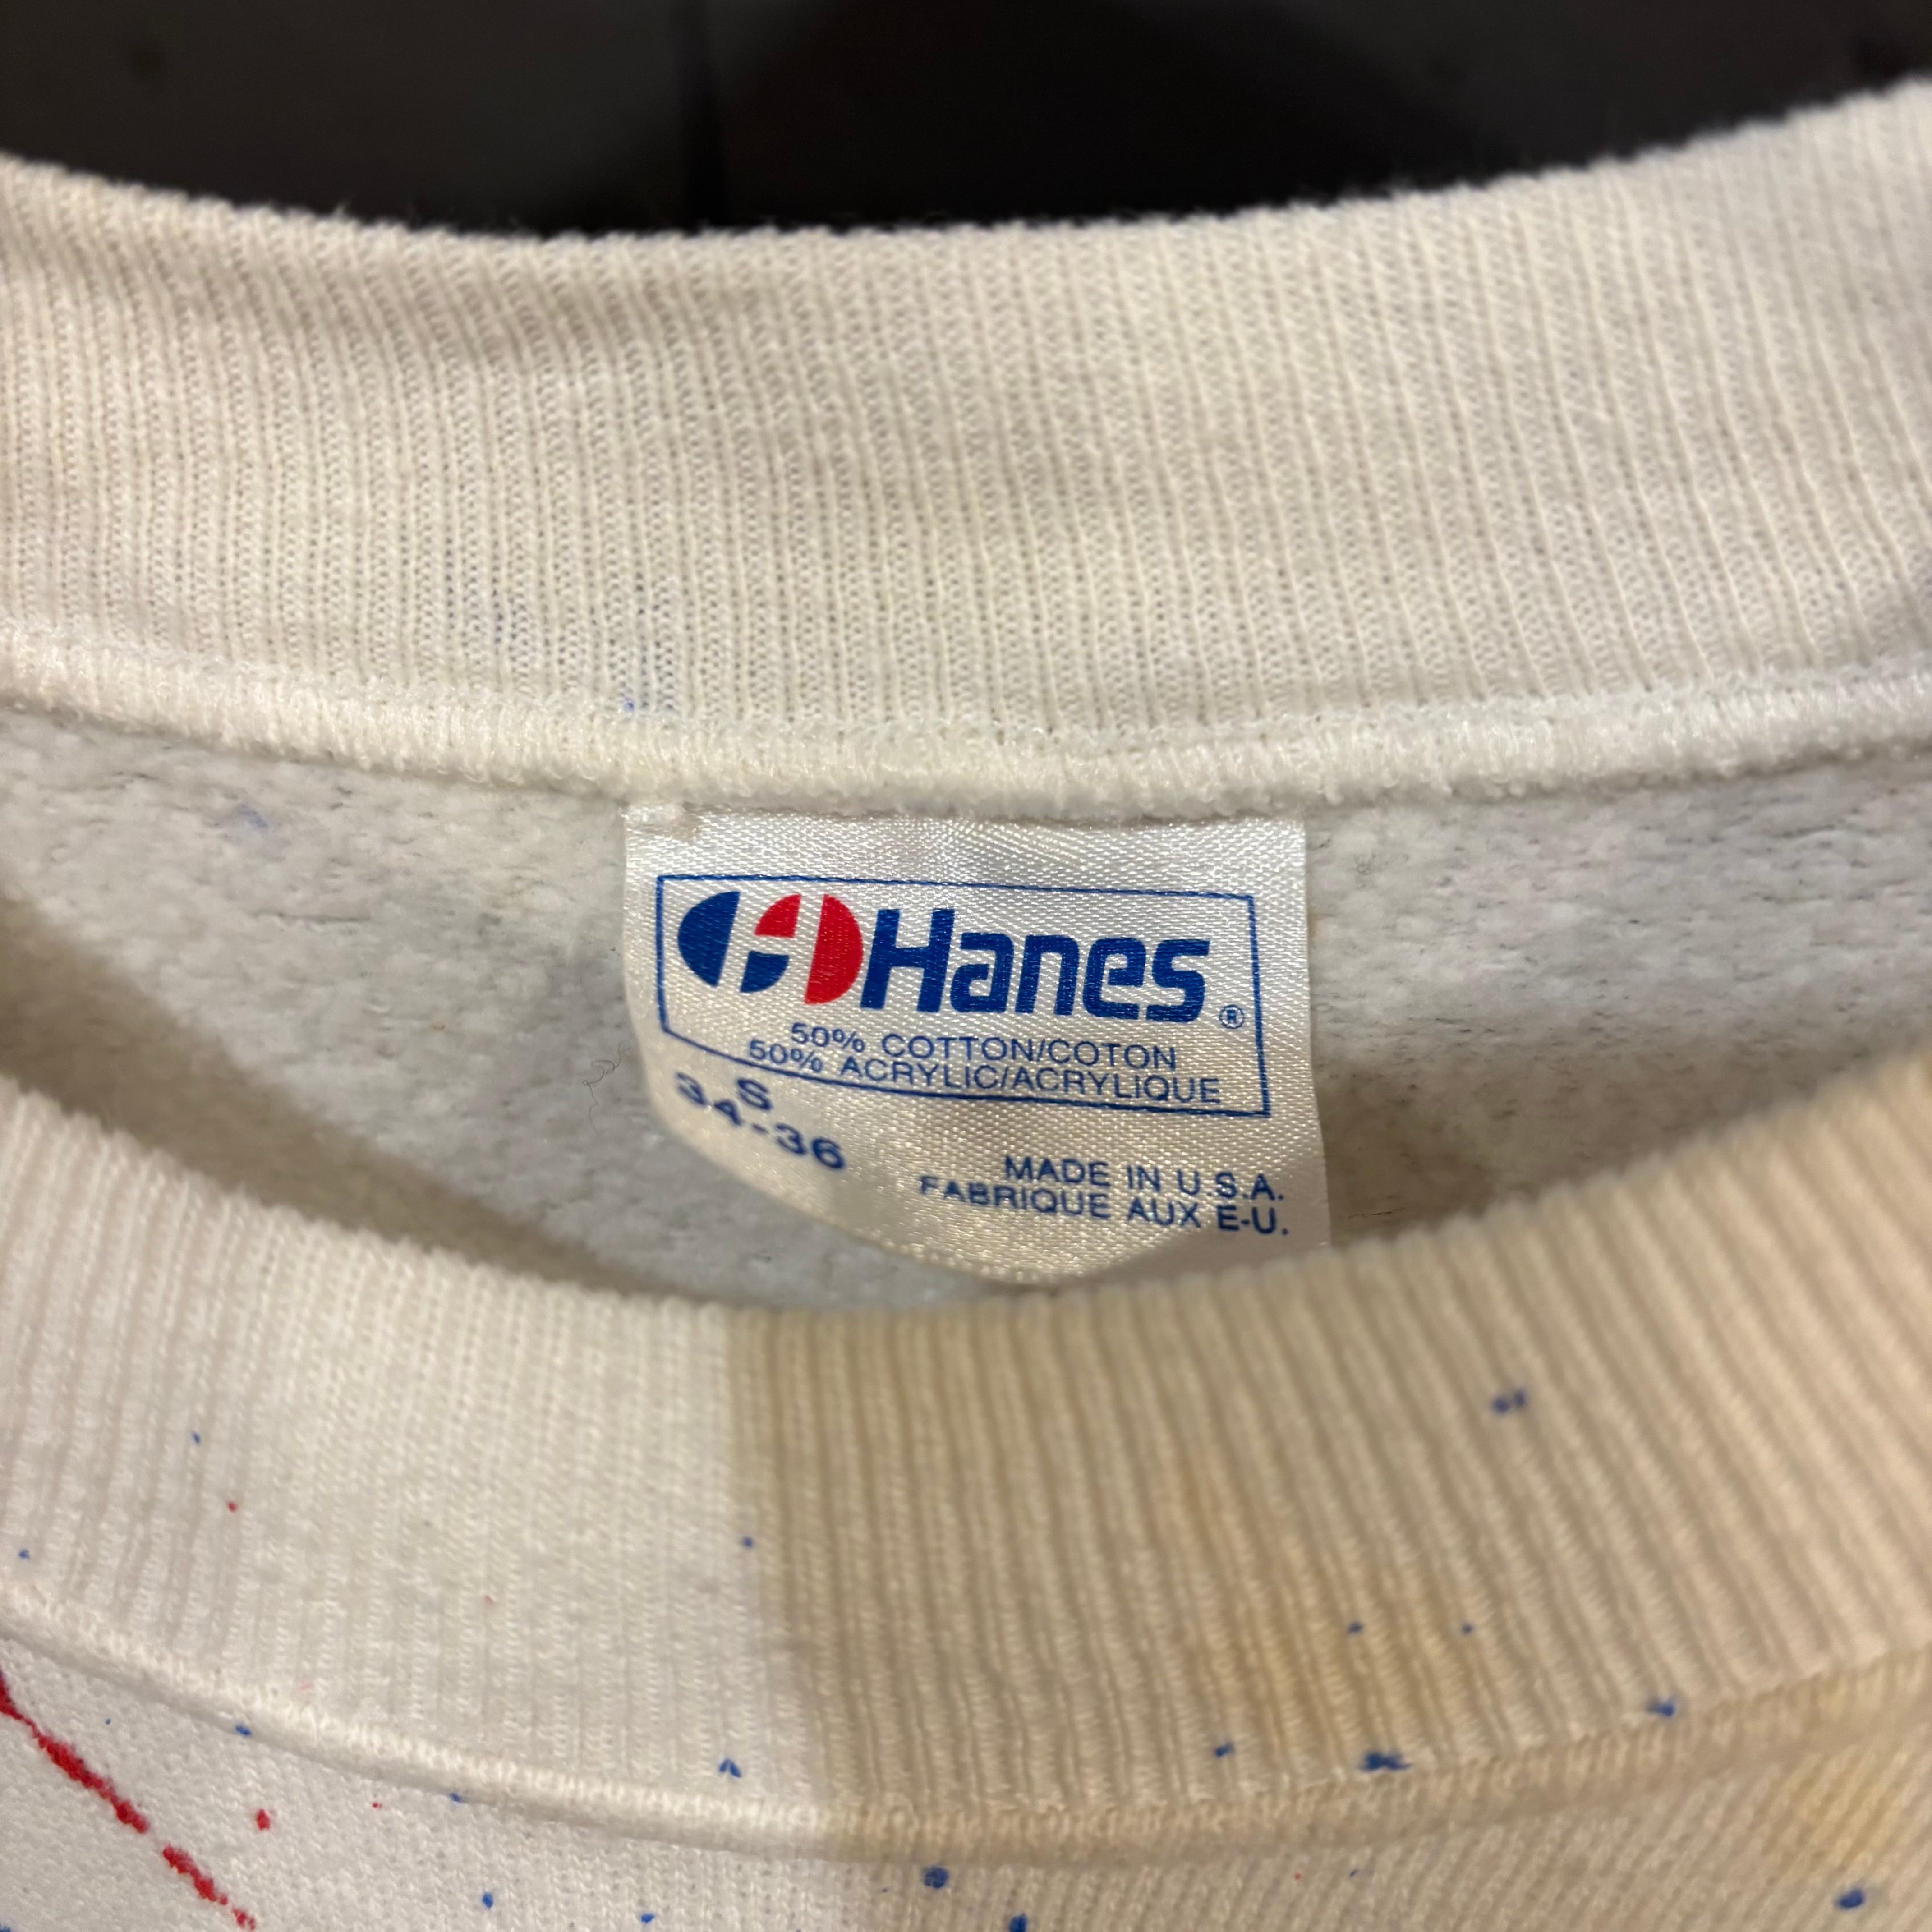 Hanes®
50% COTTON/COTON
50% ACRYLIC/ACRYLIQUE
S
34-36
MADE IN U.S.A.
FABRIQUE AUX E-U.